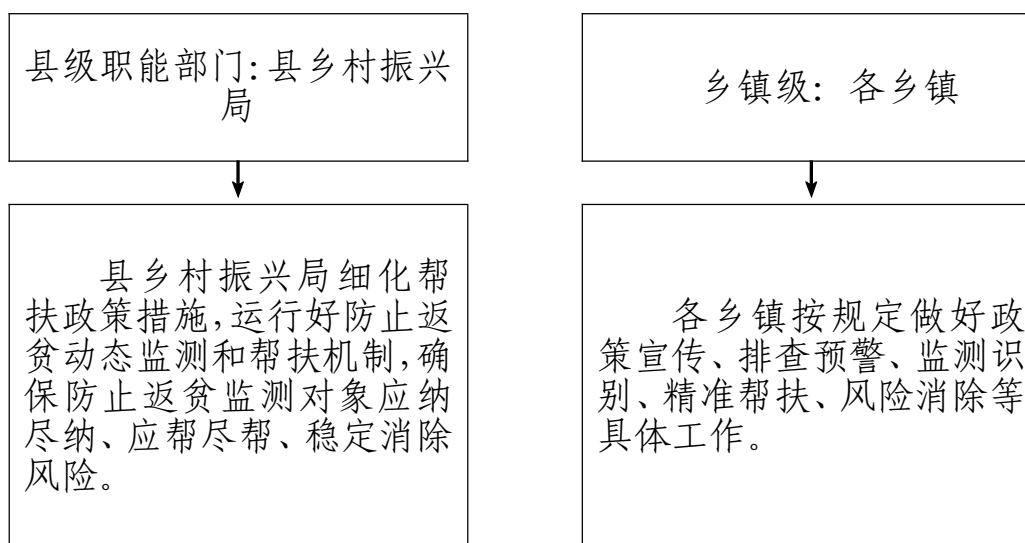 县级职能部门:县乡村振兴
局
县乡村振兴局细化帮
扶政策措施,运行好防止返
贫动态监测和帮扶机制,确
保防止返贫监测对象应纳
尽纳、应帮尽帮、稳定消除
风险。
乡镇级: 各乡镇
各乡镇按规定做好政
策宣传、排查预警、监测识
别、精准帮扶、风险消除等
具体工作。